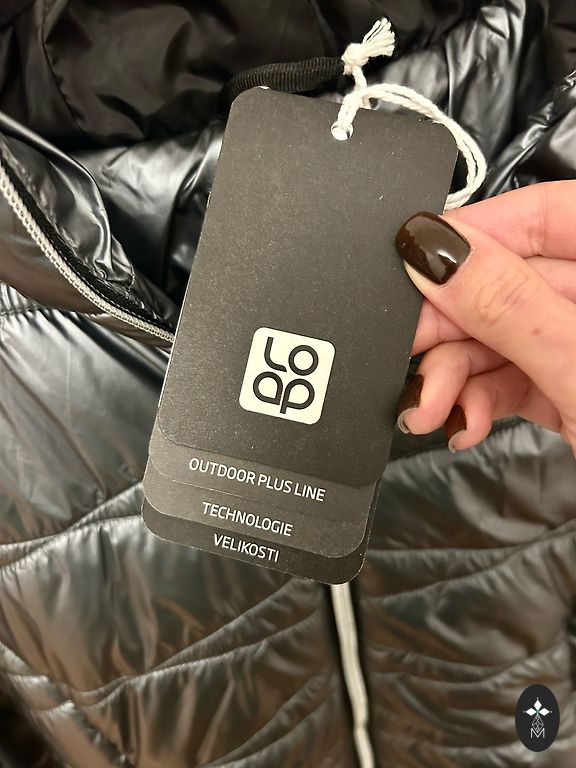 LO
AP
OUTDOOR PLUS LINE
TECHNOLOGIE
VELIKOSTI